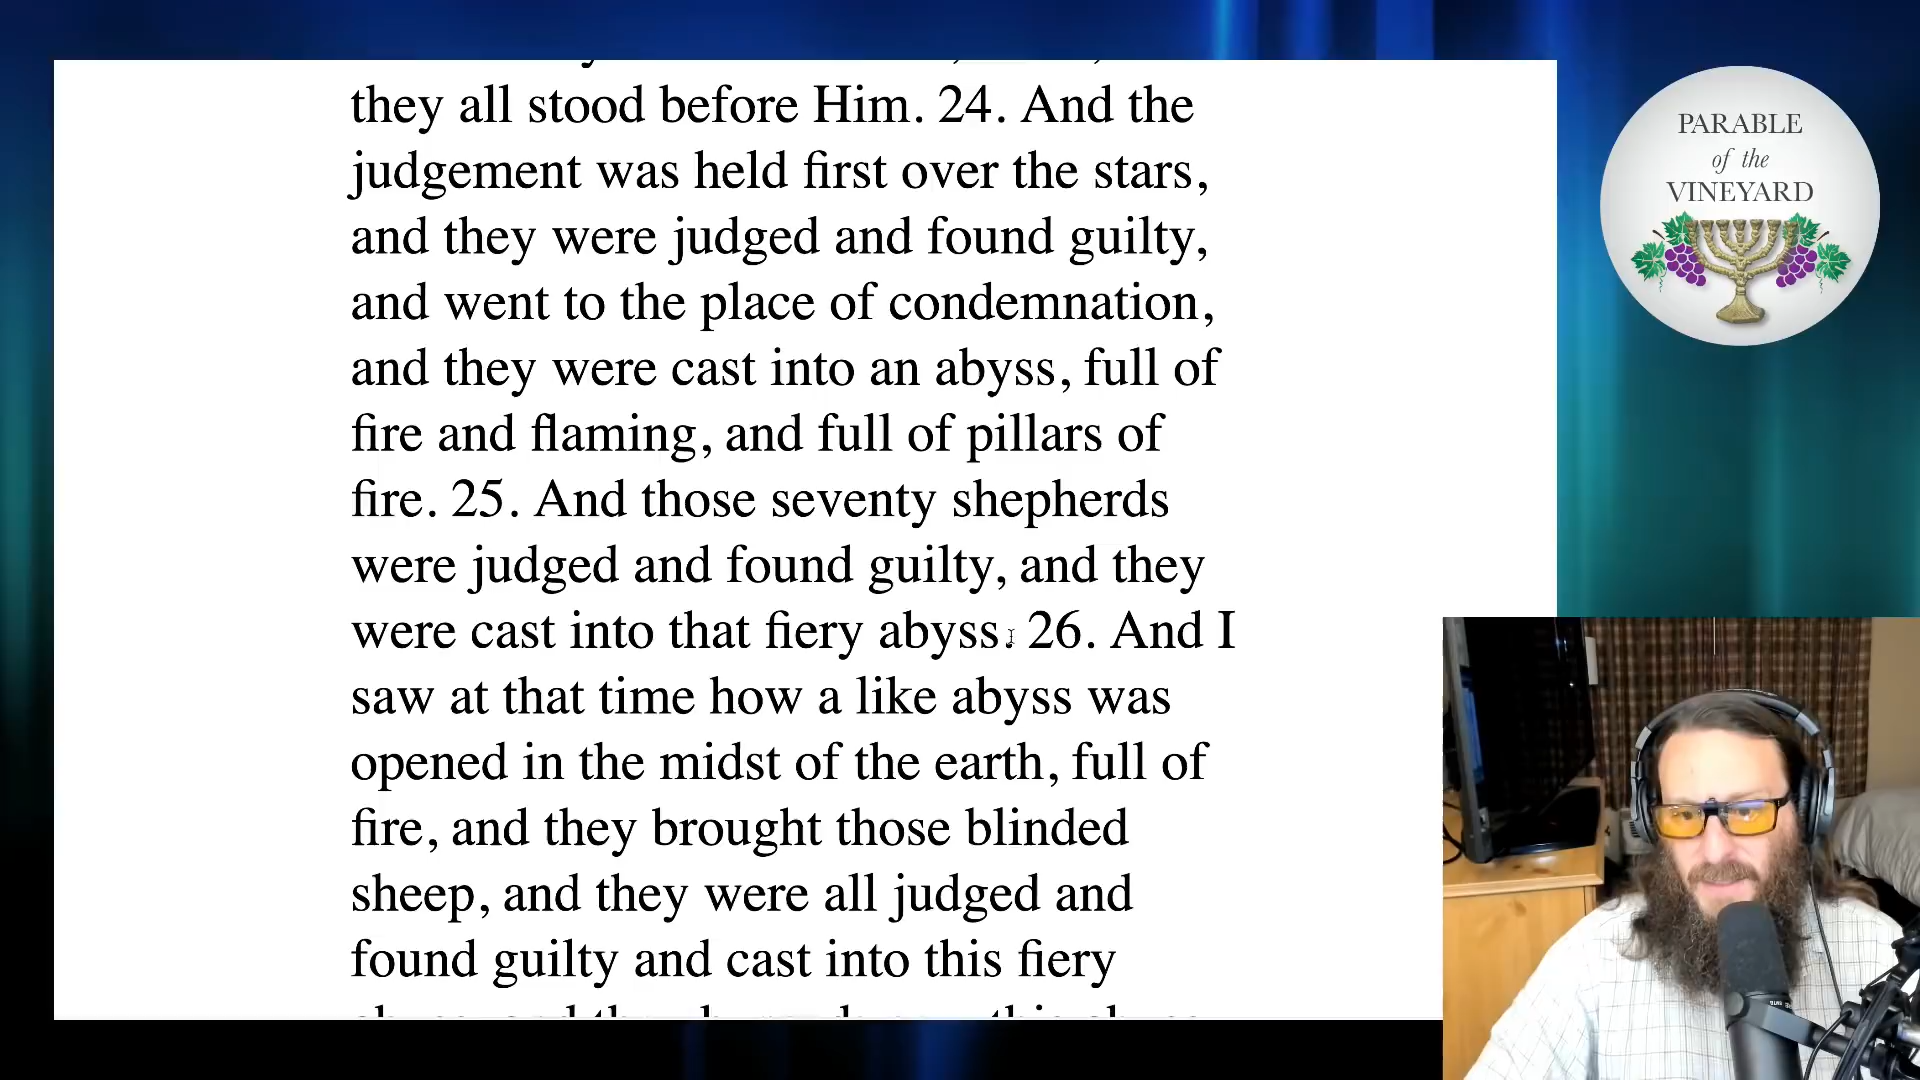 they all stood before Him. 24. And the
judgement was held first over the stars,
and they were judged and found guilty,
and went to the place of condemnation,
and they were cast into an abyss, full of
fire and flaming, and full of pillars of
fire. 25. And those seventy shepherds
were judged and found guilty, and they
were cast into that fiery abyss. 26. And I
saw at that time how a like abyss was
opened in the midst of the earth, full of
fire, and they brought those blinded
sheep, and they were all judged and
found guilty and cast into this fiery
PARABLE
of the
VINEYARD